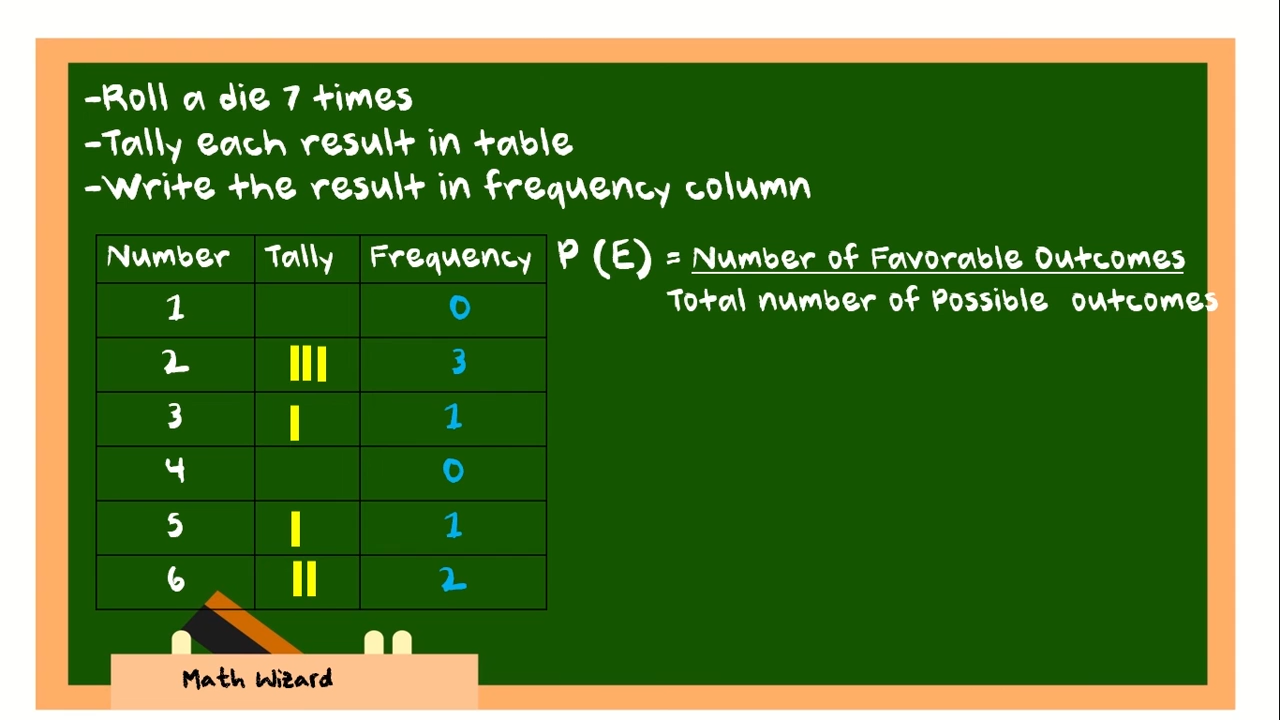 -Roll a die 7 times
-Tally each result in table
-Write the result in frequency column
Number Tally Frequency
1 0
2 III 3
3 I 1
4 0
5 I 1
6 II 2
P (E) = Number of Favorable Outcomes
Total number of Possible outcomes
Math Wizard